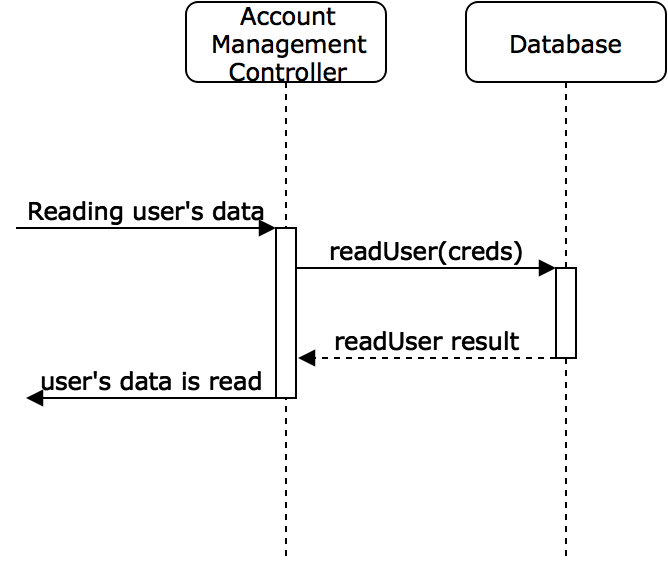 Account
Management
Controller
Database
Reading user's data
readUser(creds)
readUser result
user's data is read